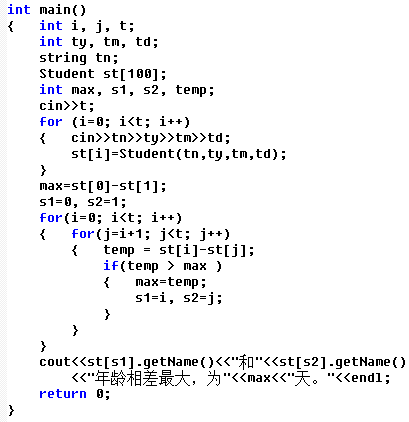 int main()
{   int i, j, t;
    int ty, tm, td;
    string tn;
    Student st[100];
    int max, s1, s2, temp;
    cin>>t;
    for (i=0; i<t; i++)
    {   cin>>tn>>ty>>tm>>td;
        st[i]=Student(tn,ty,tm,td);
    }
    max=st[0]-st[1];
    s1=0, s2=1;
    for(i=0; i<t; i++)
    {   for(j=i+1; j<t; j++)
        {   temp = st[i]-st[j];
            if(temp > max )
            {   max=temp;
                s1=i, s2=j;
            }
        }
    }
    cout<<st[s1].getName()<<"和"<<st[s2].getName()
        <<"年龄相差最大，为"<<max<<"天。"<<endl;
    return 0;
}